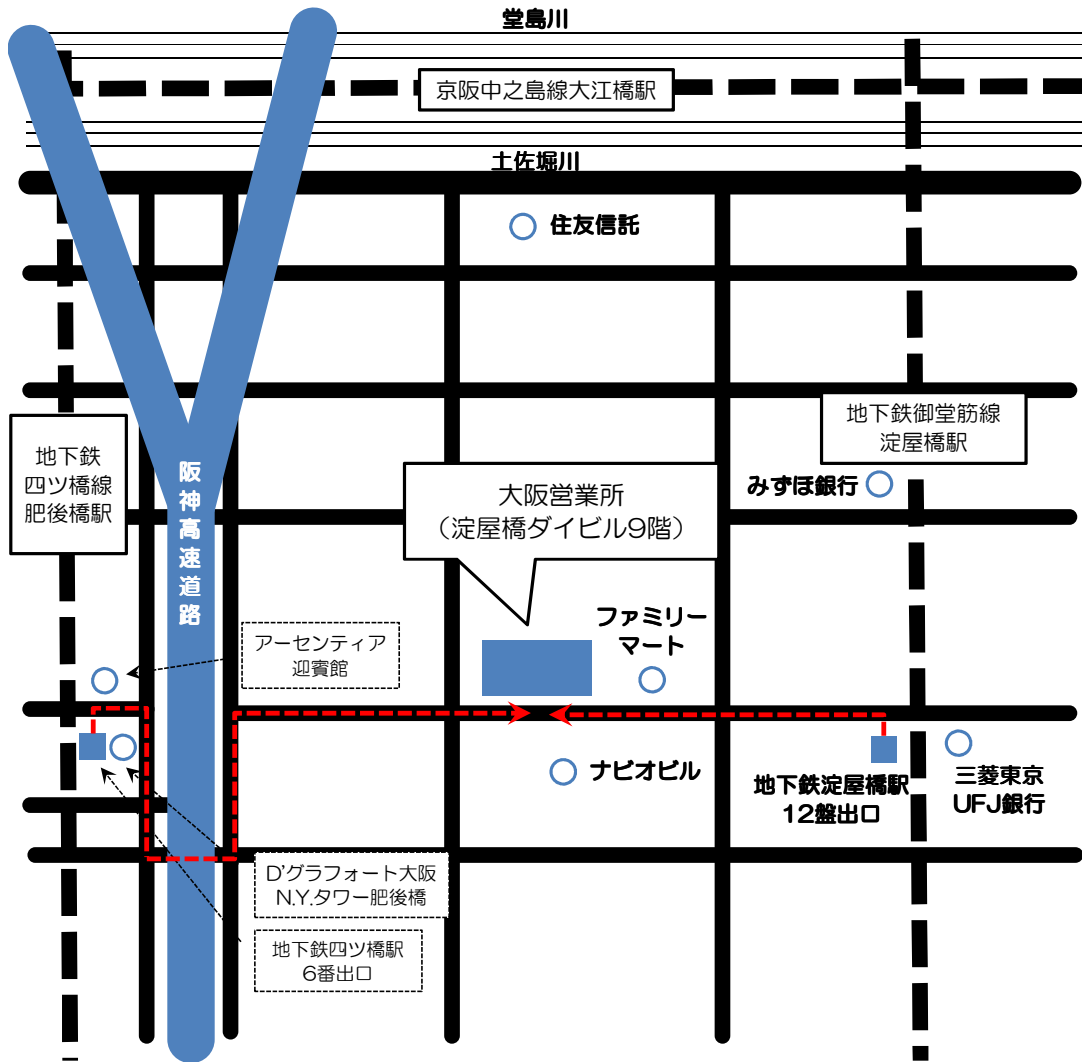 堂島川
京阪中之島線大江橋駅
土佐堀川
住友信託
地下鉄御堂筋線
淀屋橋駅
地下鉄
四ツ橋線
肥後橋駅
阪神高速道路
みずほ銀行
大阪営業所
（淀屋橋ダイビル9階）
ファミリー
マート
アーセンティア
迎賓館
ナビオビル
地下鉄淀屋橋駅
12盤出口
三菱東京
UFJ銀行
D'グラフォート大阪
N.Y.タワー肥後橋
地下鉄四ツ橋駅
6番出口